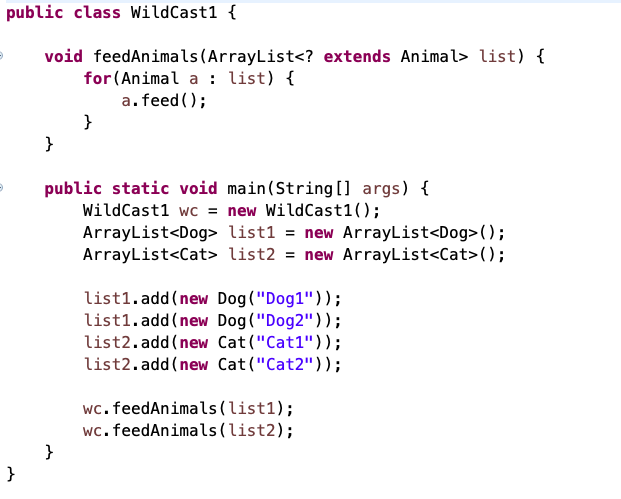 public class WildCast1 {
void feedAnimals(ArrayList<? extends Animal> list) {
for(Animal a : list) {
a.feed();
}
}
public static void main(String[] args) {
WildCast1 wc = new WildCast1();
ArrayList<Dog> list1 = new ArrayList<Dog>();
ArrayList<Cat> list2 = new ArrayList<Cat>();
list1.add(new Dog("Dog1"));
list1.add(new Dog("Dog2"));
list2.add(new Cat("Cat1"));
list2.add(new Cat("Cat2"));
wc.feedAnimals(list1);
wc.feedAnimals(list2);
}
}